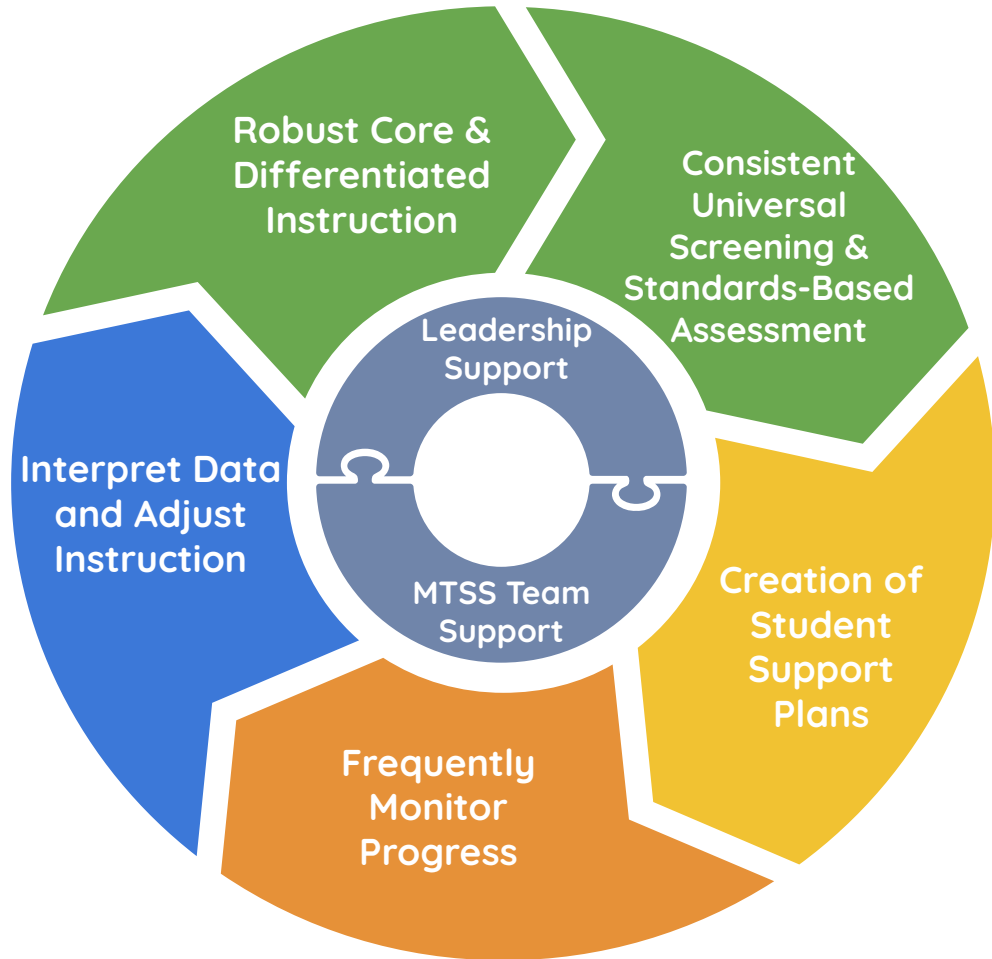 Robust Core &
Differentiated
Instruction
Consistent
Universal
Screening &
Standards-Based
Assessment
Creation of
Student
Support
Plans
Frequently
Monitor
Progress
Interpret Data
and Adjust
Instruction
Leadership
Support
MTSS Team
Support